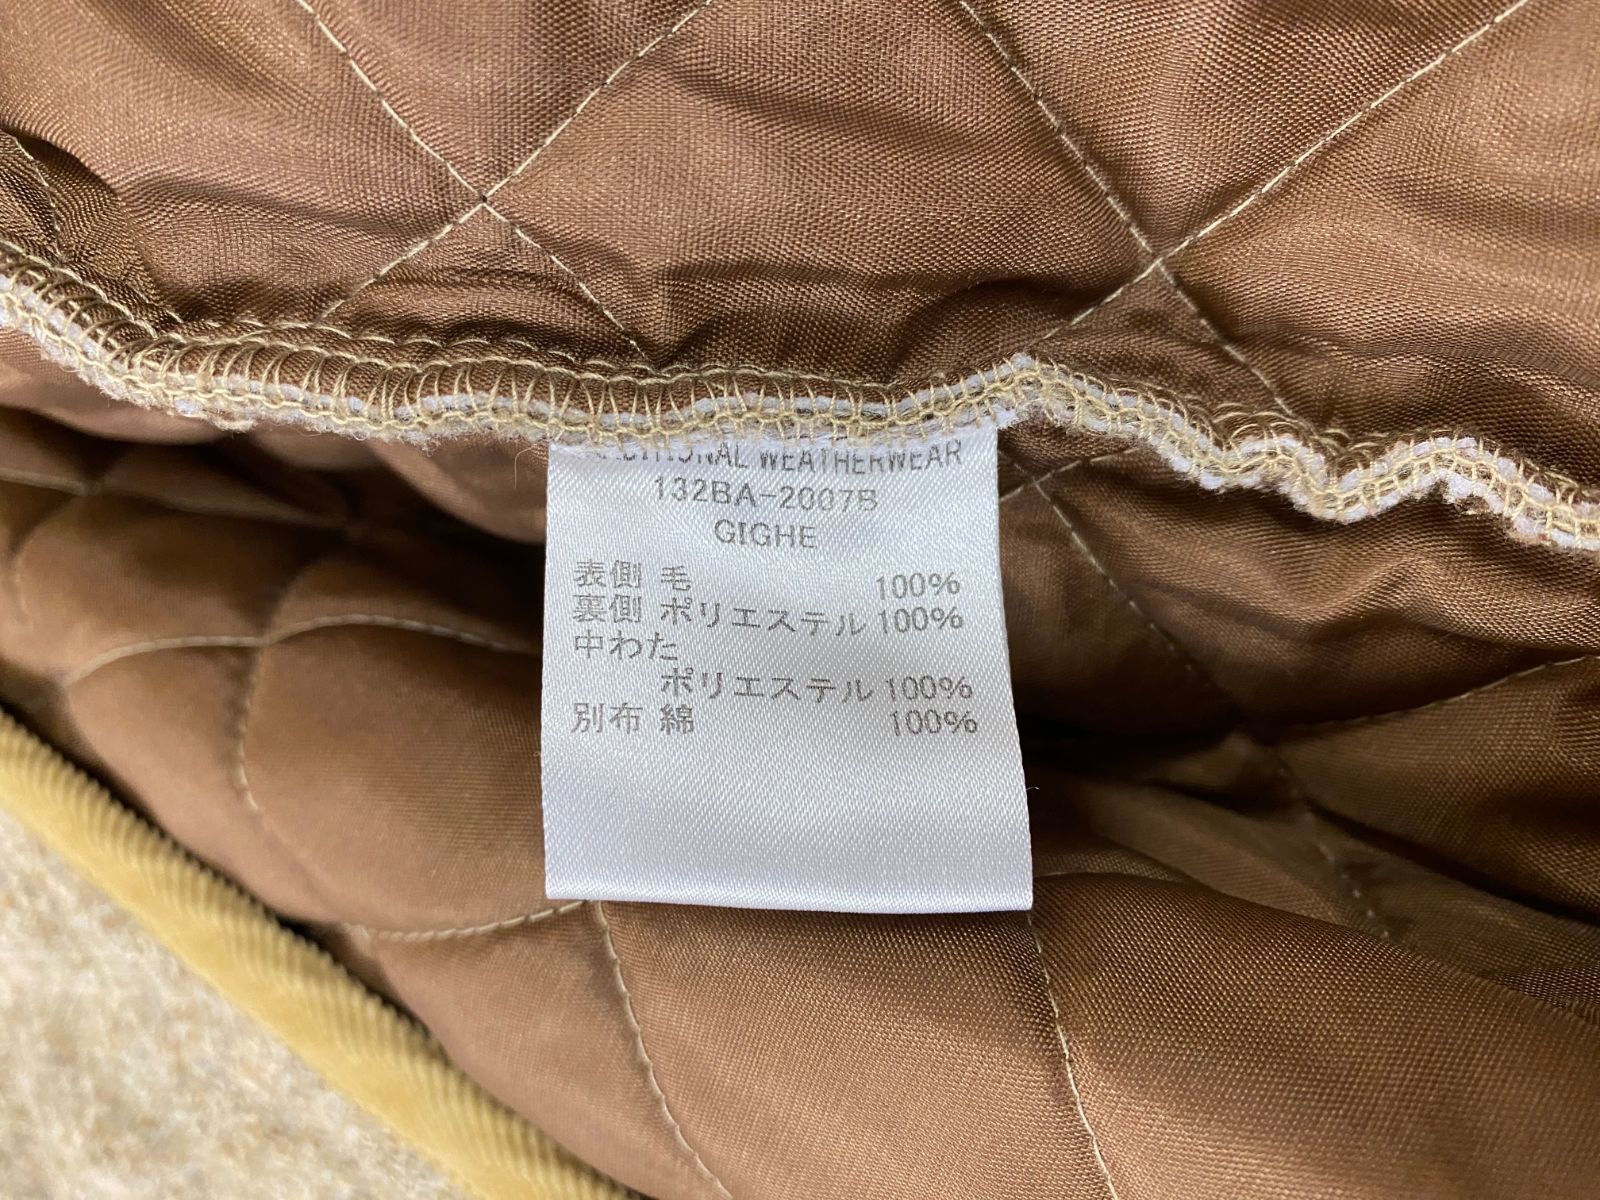 WEATHERWEAR
132BA-2007B
GIGHE
表側 毛 100%
裏側 ポリエステル 100%
中わた
ポリエステル 100%
別布 綿 100%